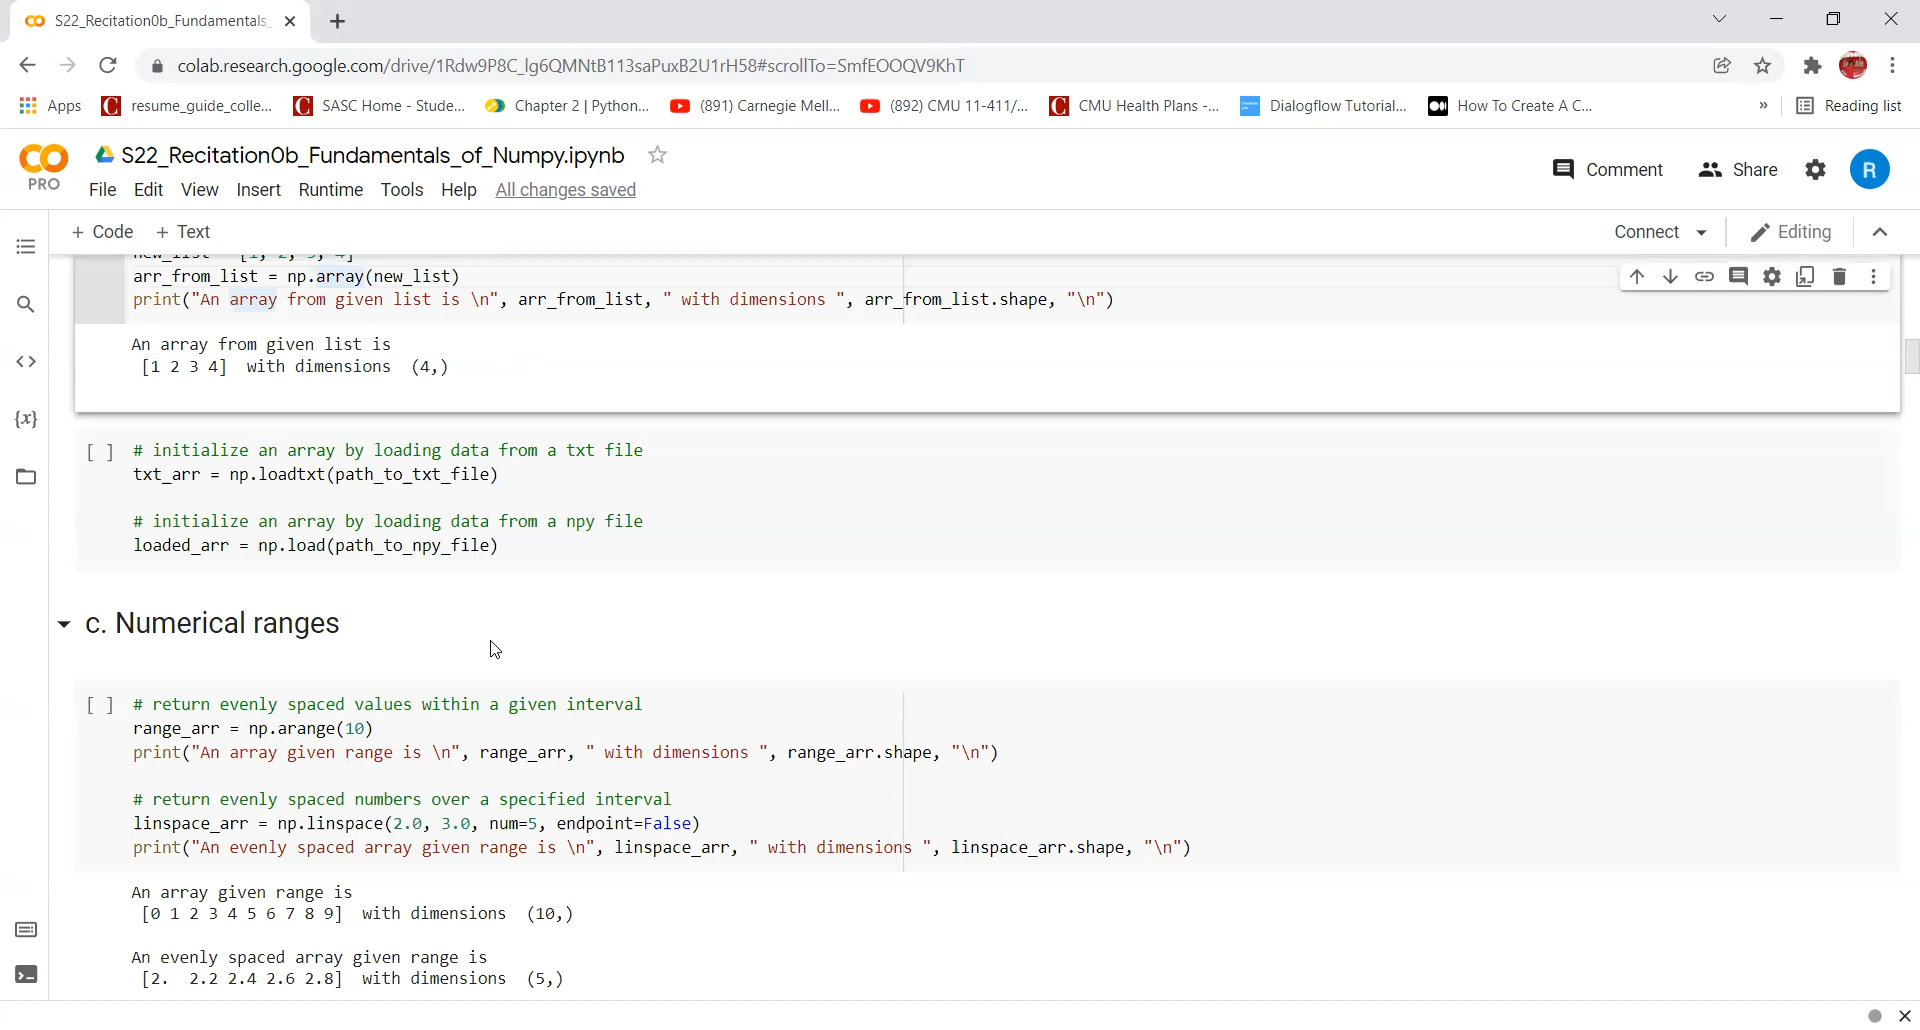 S22_Recitation0b_Fundamentals_
colab.research.google.com/drive/1Rdw9P8C_lg6QMNtB113saPuxB2U1rH58#scrollTo=SmfEOOQV9KhT
Apps resume_guide_colle... SASC Home - Stude... Chapter 2 | Python... (891) Carnegie Mell... (892) CMU 11-411/... CMU Health Plans -... Dialogflow Tutorial... How To Create A C... » Reading list
CO PRO S22_Recitation0b_Fundamentals_of_Numpy.ipynb
File Edit View Insert Runtime Tools Help All changes saved
Comment Share R
+ Code + Text Connect Editing
new_list = [1, 2, 3, 4]
arr_from_list = np.array(new_list)
print("An array from given list is \n", arr_from_list, " with dimensions ", arr_from_list.shape, "\n")
An array from given list is
[1 2 3 4]  with dimensions  (4,)
[ ] # initialize an array by loading data from a txt file
txt_arr = np.loadtxt(path_to_txt_file)
# initialize an array by loading data from a npy file
loaded_arr = np.load(path_to_npy_file)
c. Numerical ranges
[ ] # return evenly spaced values within a given interval
range_arr = np.arange(10)
print("An array given range is \n", range_arr, " with dimensions ", range_arr.shape, "\n")
# return evenly spaced numbers over a specified interval
linspace_arr = np.linspace(2.0, 3.0, num=5, endpoint=False)
print("An evenly spaced array given range is \n", linspace_arr, " with dimensions ", linspace_arr.shape, "\n")
An array given range is
[0 1 2 3 4 5 6 7 8 9]  with dimensions  (10,)
An evenly spaced array given range is
[2.  2.2 2.4 2.6 2.8]  with dimensions  (5,)